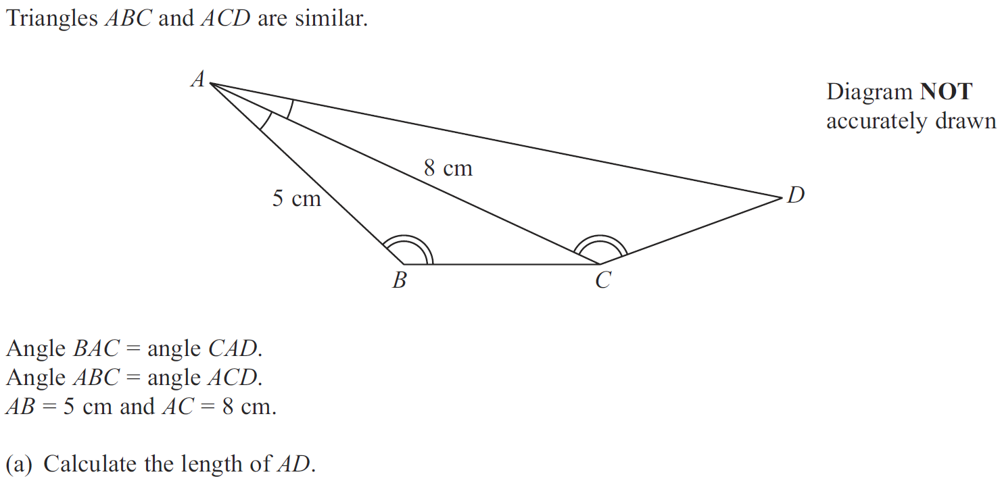 Triangles ABC and ACD are similar.
A
Diagram NOT
accurately drawn
8 cm
5 cm
D
B
C
Angle BAC = angle CAD.
Angle ABC = angle ACD.
AB = 5 cm and AC = 8 cm.
(a) Calculate the length of AD.